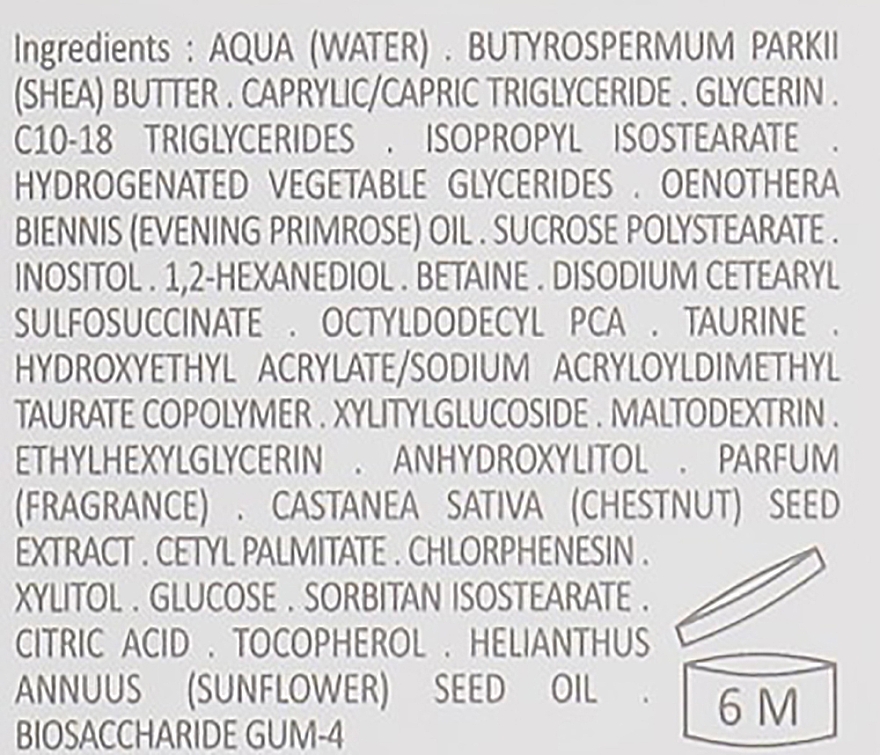 Ingredients : AQUA (WATER) . BUTYROSPERMUM PARKII
(SHEA) BUTTER . CAPRYLIC/CAPRIC TRIGLYCERIDE . GLYCERIN .
C10-18 TRIGLYCERIDES . ISOPROPYL ISOSTEARATE .
HYDROGENATED VEGETABLE GLYCERIDES . OENOTHERA
BIENNIS (EVENING PRIMROSE) OIL . SUCROSE POLYSTEARATE .
INOSITOL . 1,2-HEXANEDIOL . BETAINE . DISODIUM CETEARYL
SULFOSUCCINATE . OCTYLDODECYL PCA . TAURINE .
HYDROXYETHYL ACRYLATE/SODIUM ACRYLOYLDIMETHYL
TAURATE COPOLYMER . XYLITYLGLUCOSIDE . MALTODEXTRIN .
ETHYLHEXYLGLYCERIN . ANHYDROXYLITOL . PARFUM
(FRAGRANCE) . CASTANEA SATIVA (CHESTNUT) SEED
EXTRACT . CETYL PALMITATE . CHLORPHENESIN .
XYLITOL . GLUCOSE . SORBITAN ISOSTEARATE .
CITRIC ACID . TOCOPHEROL . HELIANTHUS
ANNUUS (SUNFLOWER) SEED OIL .
BIOSACCHARIDE GUM-4
6 M